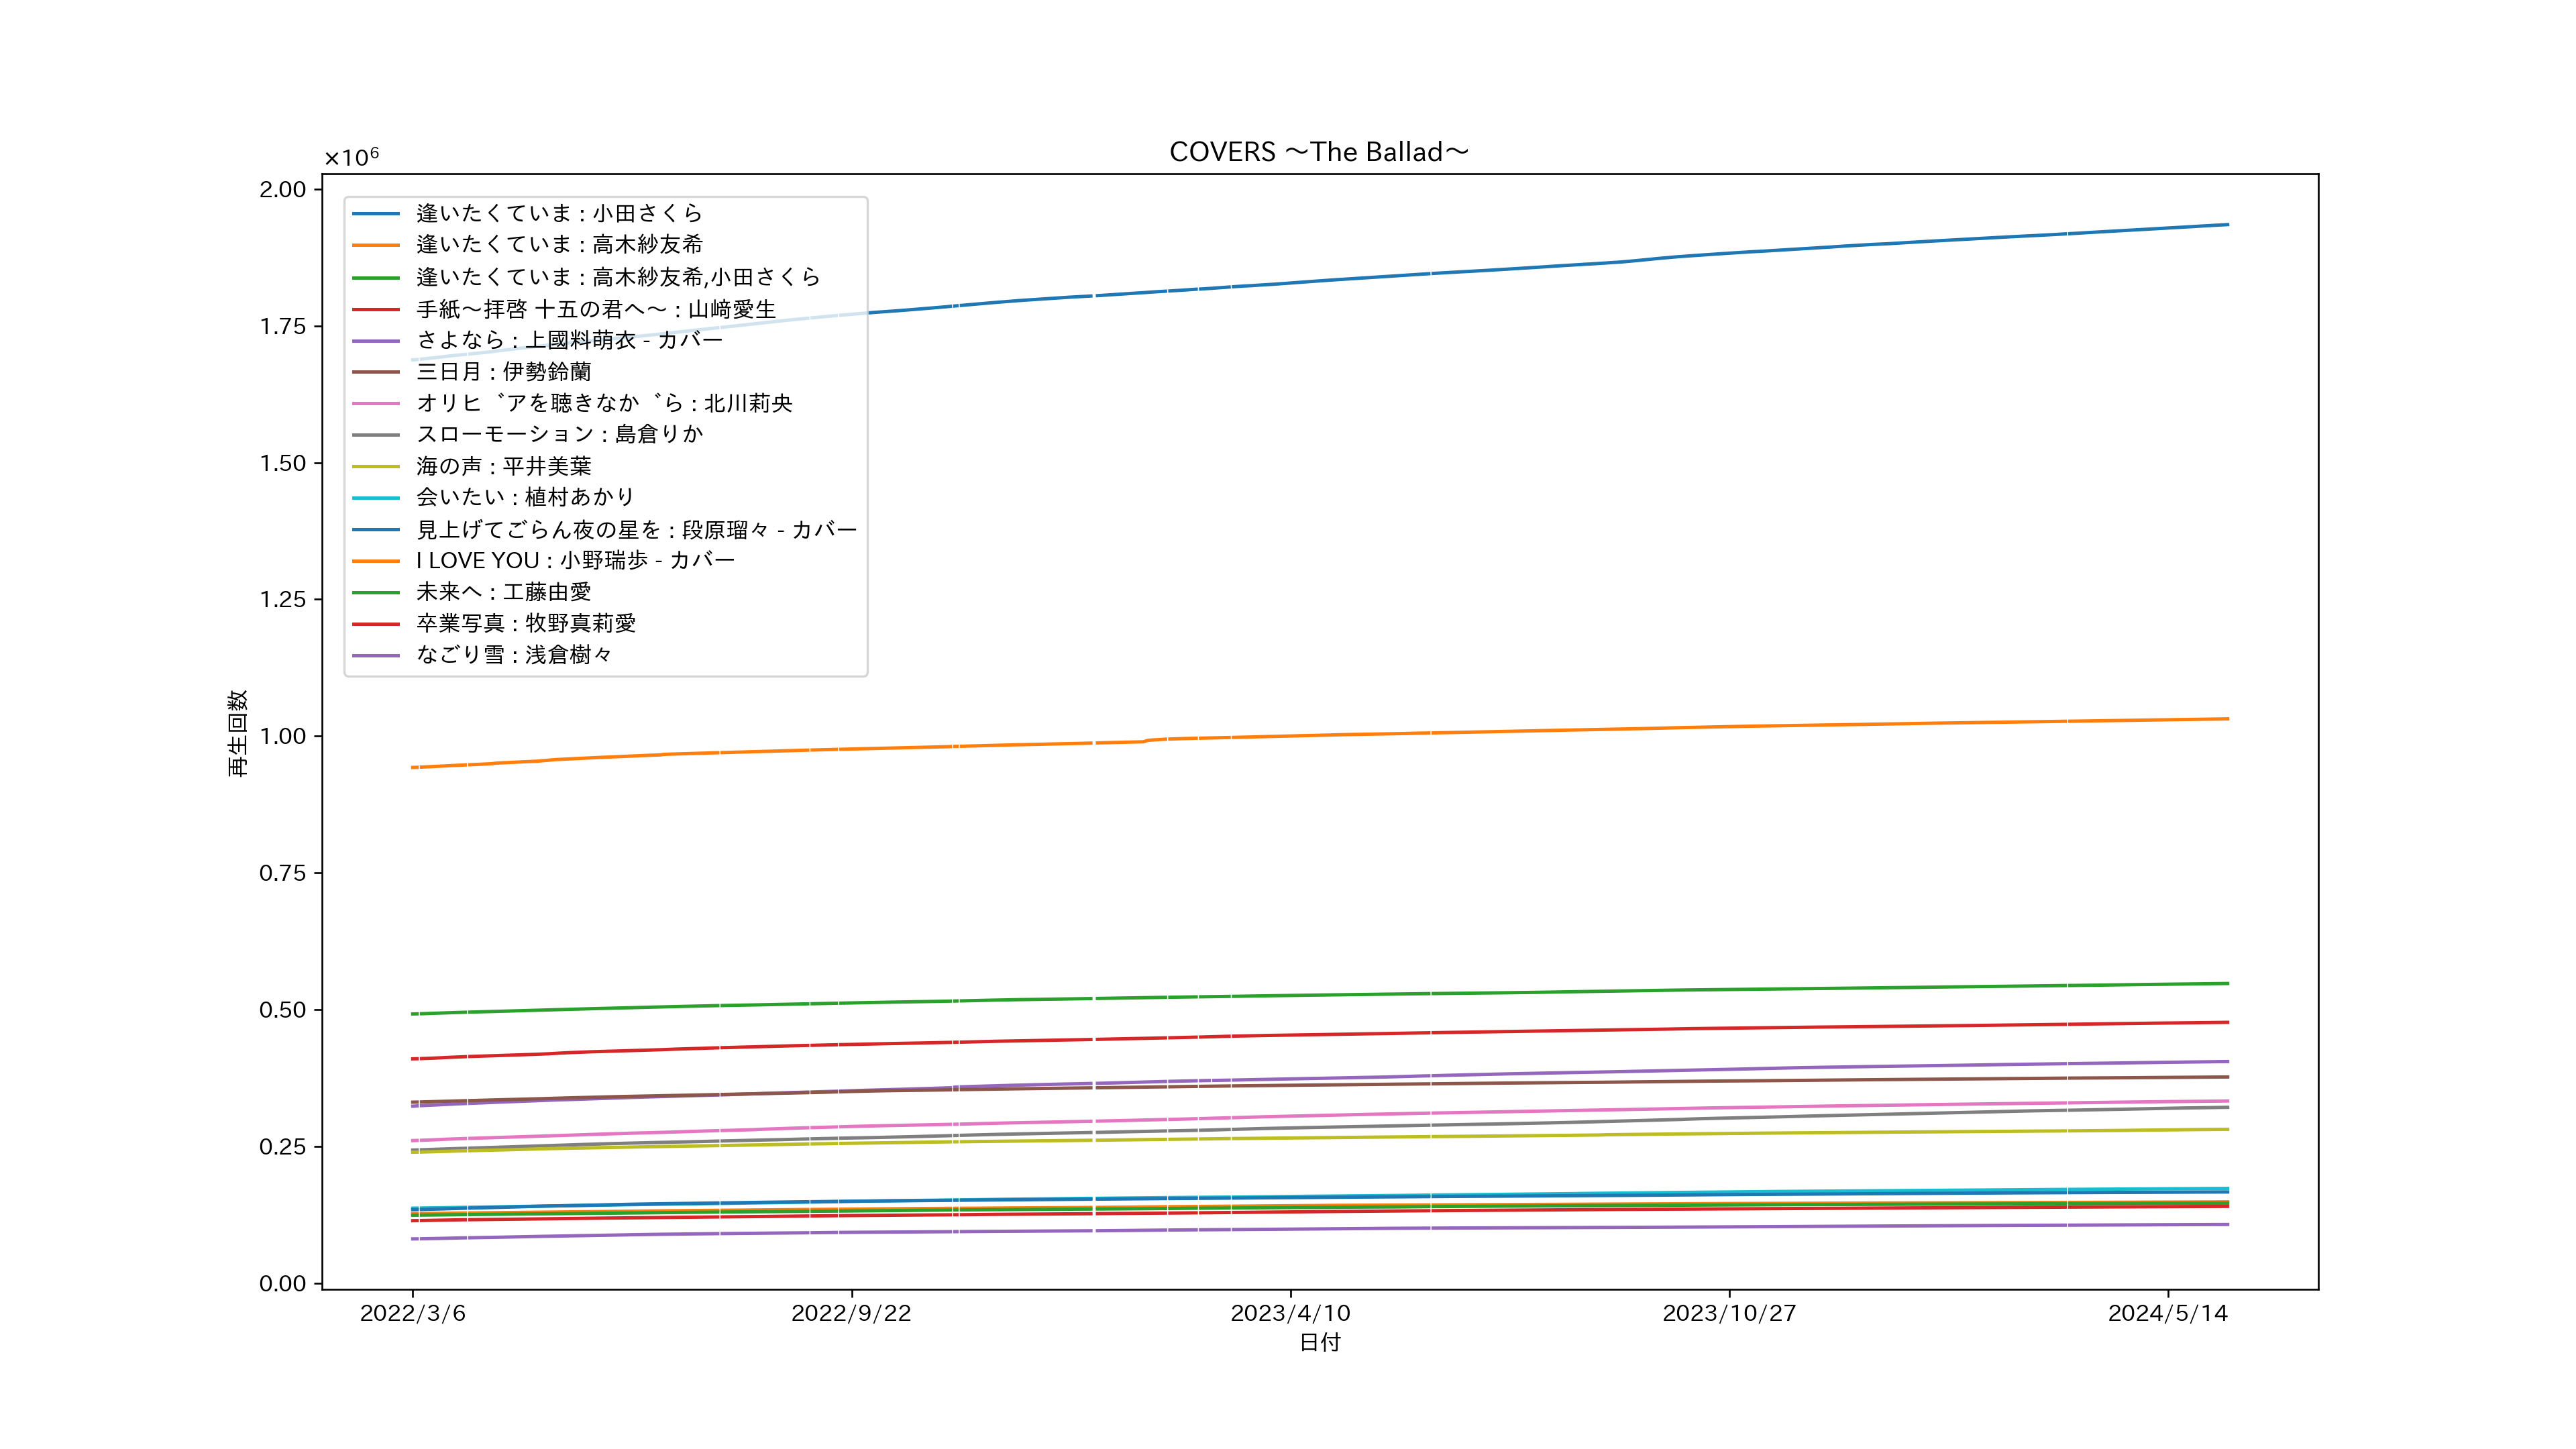 COVERS ～The Ballad～
×10⁶
2.00
1.75
1.50
1.25
1.00
0.75
0.50
0.25
0.00
再生回数
逢いたくていま : 小田さくら
逢いたくていま : 高木紗友希
逢いたくていま : 高木紗友希,小田さくら
手紙～拝啓 十五の君へ～ : 山﨑愛生
さよなら : 上國料萌衣 - カバー
三日月 : 伊勢鈴蘭
オリヒ゛アを聴きなか゛ら : 北川莉央
スローモーション : 島倉りか
海の声 : 平井美葉
会いたい : 植村あかり
見上げてごらん夜の星を : 段原瑠々 - カバー
I LOVE YOU : 小野瑞歩 - カバー
未来へ : 工藤由愛
卒業写真 : 牧野真莉愛
なごり雪 : 浅倉樹々
2022/3/6
2022/9/22
2023/4/10
2023/10/27
2024/5/14
日付